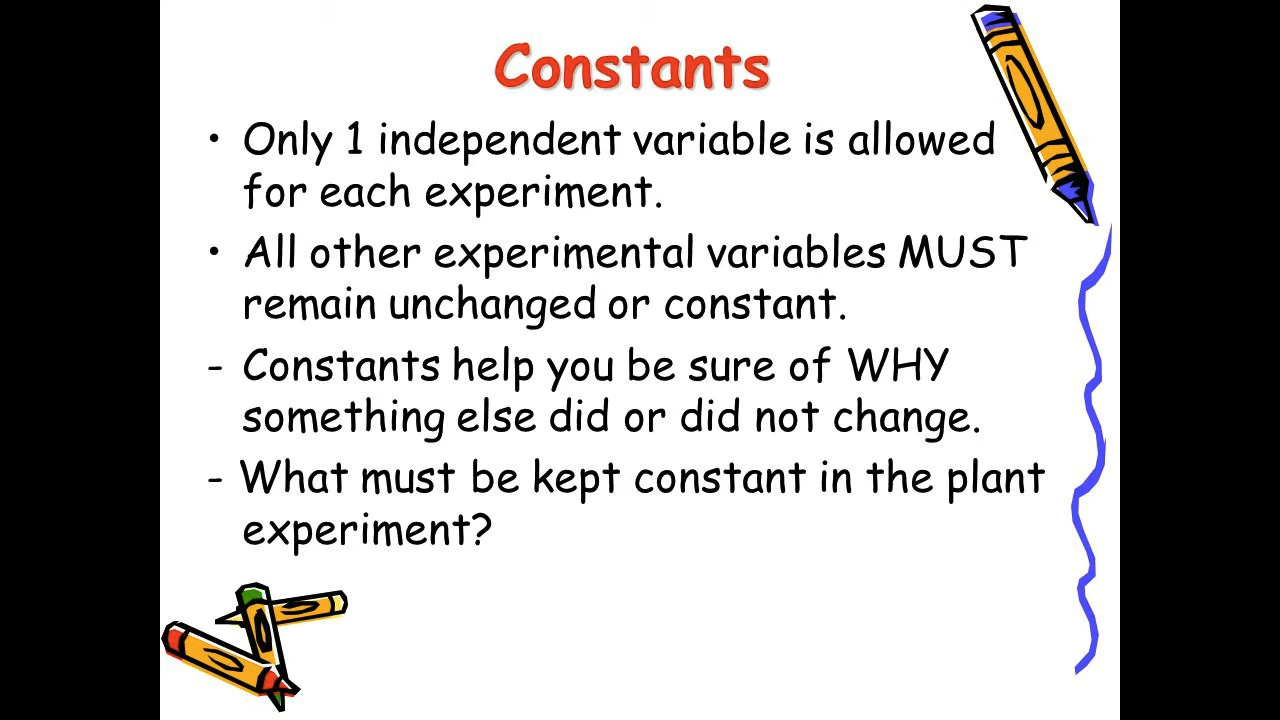 Constants
• Only 1 independent variable is allowed
for each experiment.
• All other experimental variables MUST
remain unchanged or constant.
- Constants help you be sure of WHY
something else did or did not change.
- What must be kept constant in the plant
experiment?